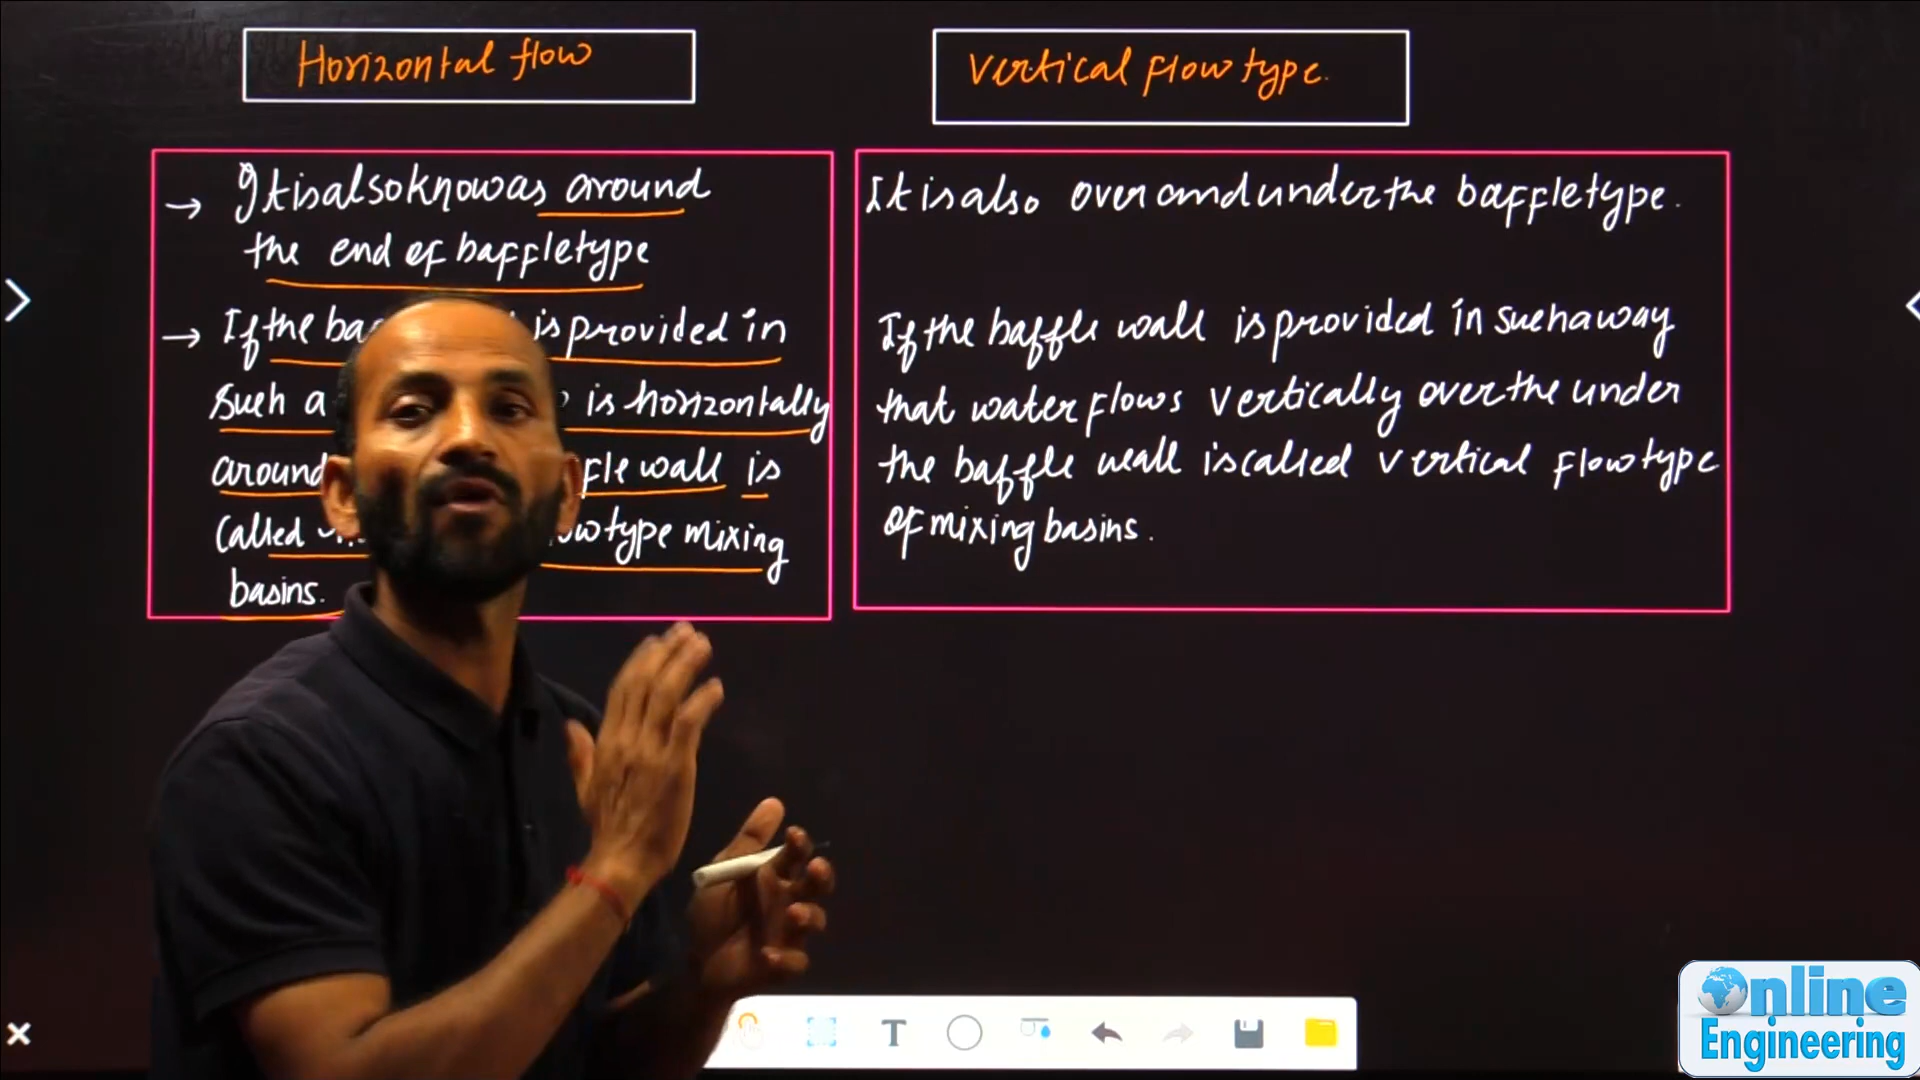 Horizontal flow
Vertical flow type.
→ It is also know as around
the end of baffle type
→ If the is provided in
such a is horizontally
around wall is
called type mixing
basins.
It is also over and under the baffle type.
If the baffle wall is provided in such a way
that water flows vertically over the under
the baffle wall is called vertical flow type
of mixing basins.
T
Online
Engineering